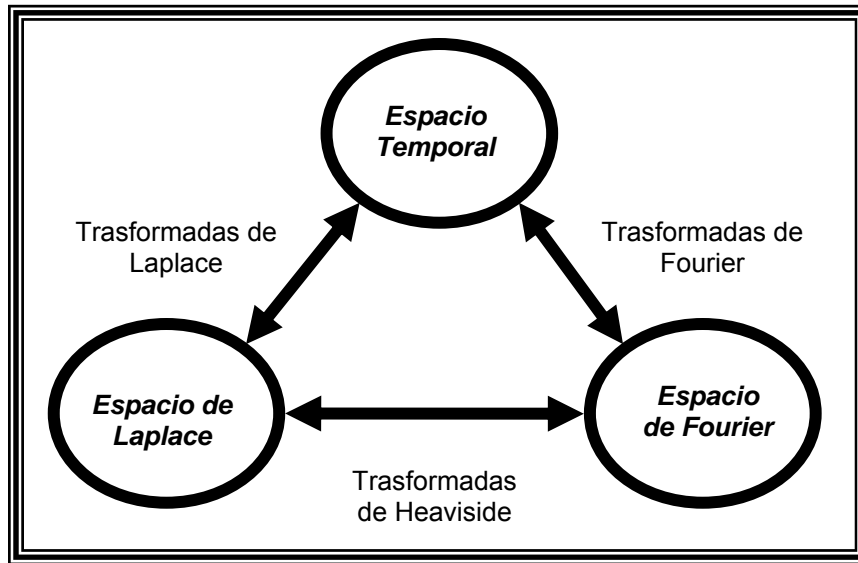 Espacio
Temporal
Trasformadas de
Laplace
Trasformadas de
Fourier
Espacio de
Laplace
Espacio
de Fourier
Trasformadas
de Heaviside